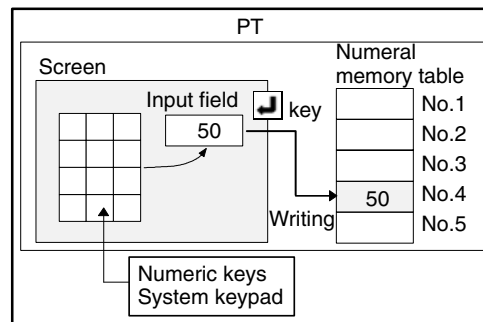 PT
Screen
Numeral
memory table
Input field
key
50
No.1
No.2
No.3
50
No.4
Writing
No.5
Numeric keys
System keypad